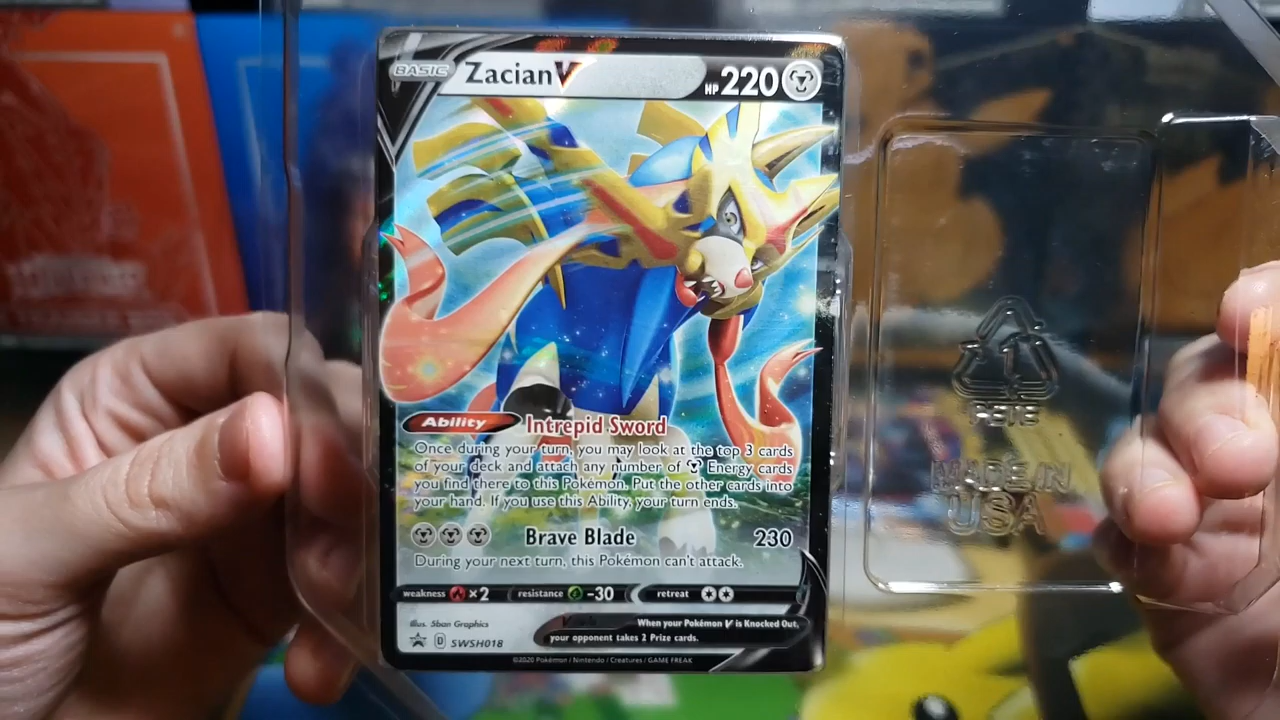 BASIC Zacian V HP 220
Ability Intrepid Sword
Once during your turn, you may look at the top 3 cards
of your deck and attach any number of Energy cards
you find there to this Pokémon. Put the other cards into
your hand. If you use this Ability, your turn ends.
Brave Blade 230
During your next turn, this Pokémon can't attack.
weakness ×2 resistance -30 retreat
Illus. 5ban Graphics
D SWSH018
V rule When your Pokémon V is Knocked Out,
your opponent takes 2 Prize cards.
©2020 Pokémon / Nintendo / Creatures / GAME FREAK
1
MADE IN
USA